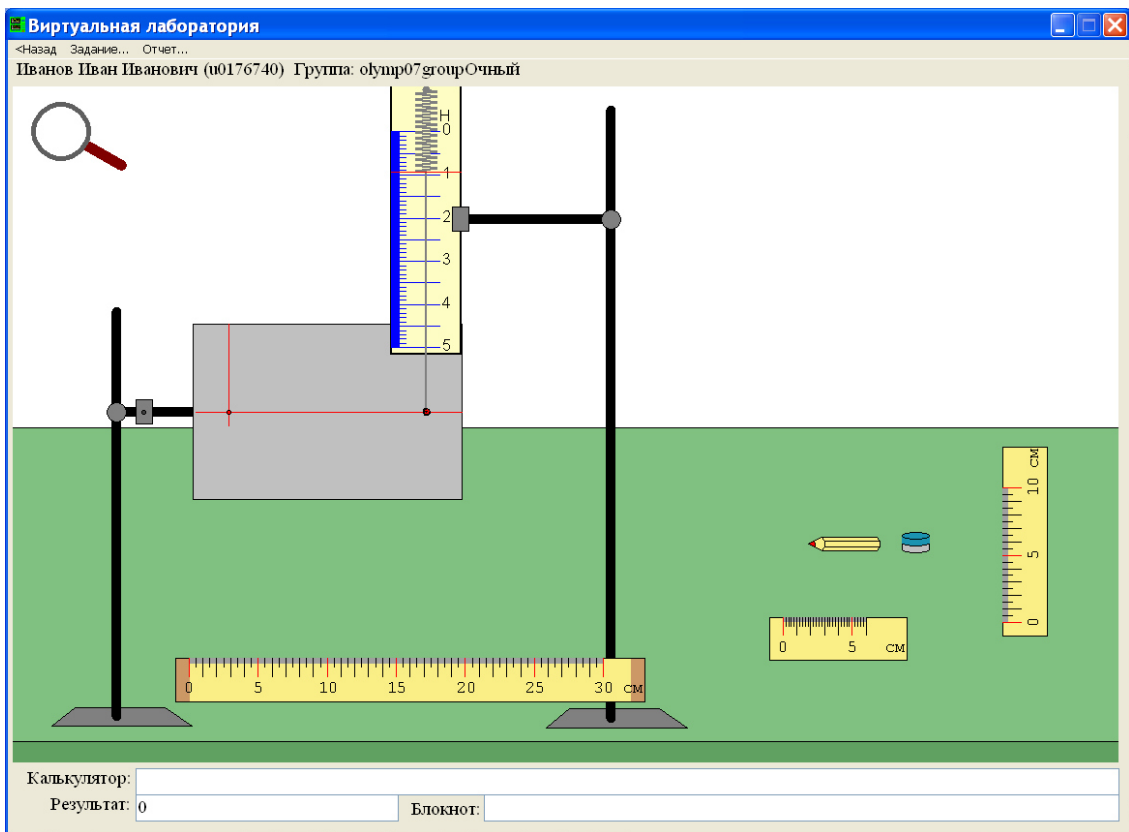 Виртуальная лаборатория
<Назад Задание... Отчет...
Иванов Иван Иванович (u0176740) Группа: olymp07groupОчный
Н
0
1
2
3
4
5
0 5 10 см
0 5 см
0 5 10 15 20 25 30 см
Калькулятор:
Результат: 0 Блокнот: